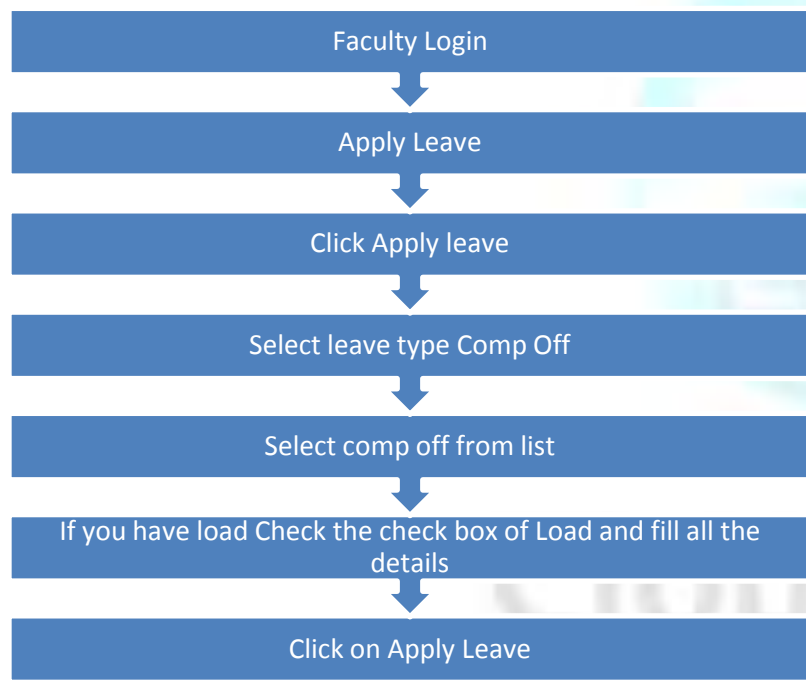 Faculty Login
Apply Leave
Click Apply leave
Select leave type Comp Off
Select comp off from list
If you have load Check the check box of Load and fill all the
details
Click on Apply Leave